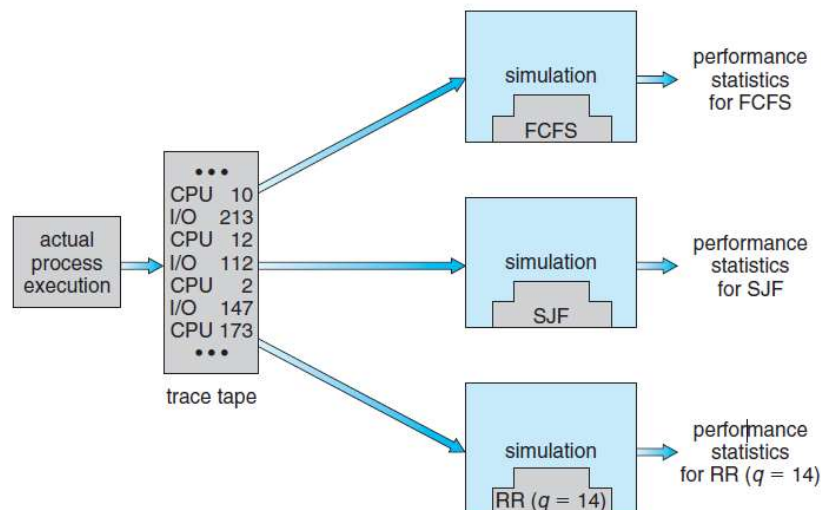 actual
process
execution
•••
CPU 10
I/O 213
CPU 12
I/O 112
CPU 2
I/O 147
CPU 173
•••
trace tape
simulation
FCFS
performance
statistics
for FCFS
simulation
SJF
performance
statistics
for SJF
simulation
RR (q = 14)
performance
statistics
for RR (q = 14)